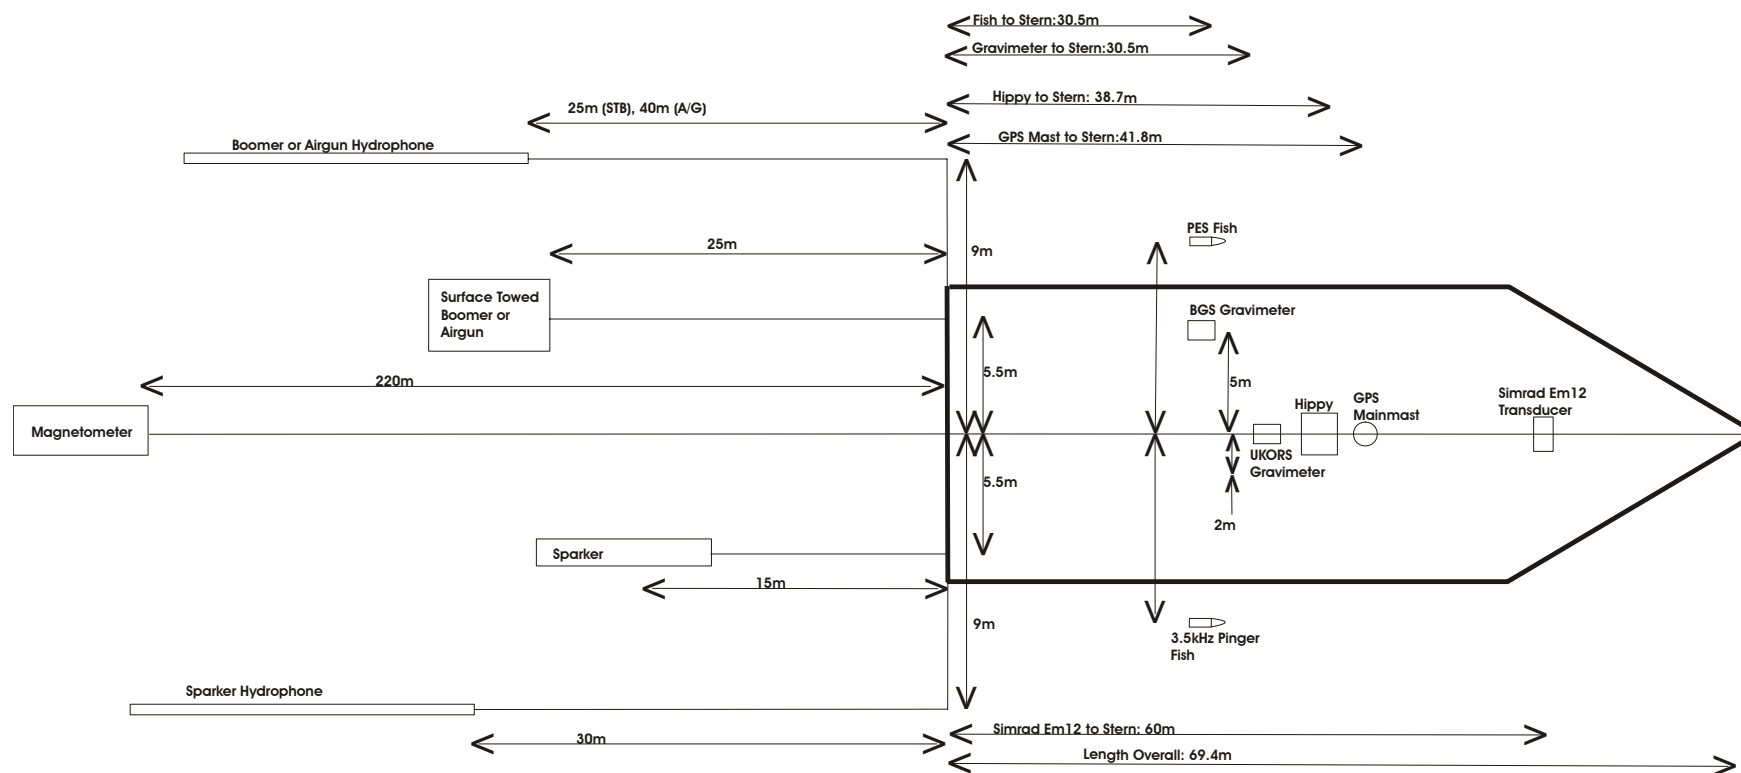 Fish to Stern:30.5m
Gravimeter to Stern:30.5m
Hippy to Stern: 38.7m
25m (STB), 40m (A/G)
GPS Mast to Stern:41.8m
Boomer or Airgun Hydrophone
PES Fish
25m
9m
Surface Towed
Boomer or
Airgun
BGS Gravimeter
5.5m
220m
5m
Simrad Em12
Transducer
GPS
Mainmast
Hippy
Magnetometer
UKORS
Gravimeter
5.5m
2m
Sparker
15m
9m
3.5kHz Pinger
Fish
Sparker Hydrophone
30m
Simrad Em12 to Stern: 60m
Length Overall: 69.4m